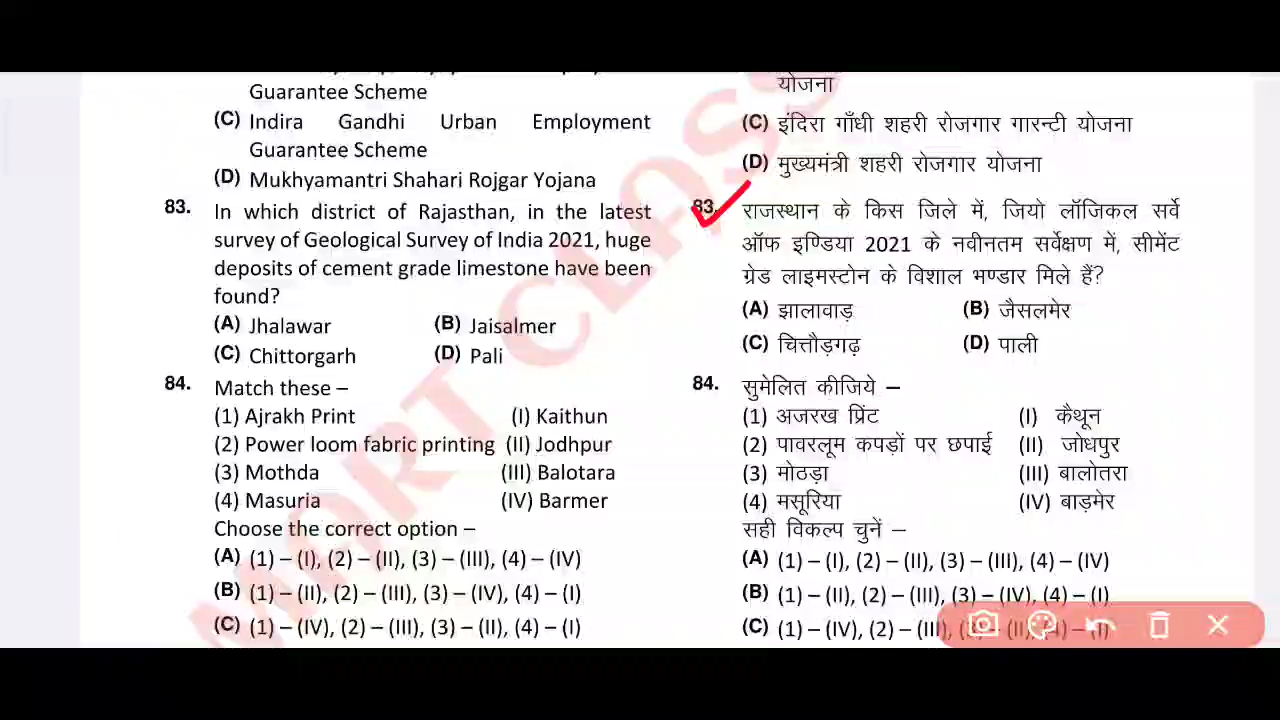 Guarantee Scheme
(C) Indira Gandhi Urban Employment
Guarantee Scheme
(D) Mukhyamantri Shahari Rojgar Yojana
83. In which district of Rajasthan, in the latest
survey of Geological Survey of India 2021, huge
deposits of cement grade limestone have been
found?
(A) Jhalawar (B) Jaisalmer
(C) Chittorgarh (D) Pali
84. Match these –
(1) Ajrakh Print (I) Kaithun
(2) Power loom fabric printing (II) Jodhpur
(3) Mothda (III) Balotara
(4) Masuria (IV) Barmer
Choose the correct option –
(A) (1) – (I), (2) – (II), (3) – (III), (4) – (IV)
(B) (1) – (II), (2) – (III), (3) – (IV), (4) – (I)
(C) (1) – (IV), (2) – (III), (3) – (II), (4) – (I)
योजना
(C) इंदिरा गाँधी शहरी रोजगार गारन्टी योजना
(D) मुख्यमंत्री शहरी रोजगार योजना
83. राजस्थान के किस जिले में, जियो लॉजिकल सर्वे
ऑफ इण्डिया 2021 के नवीनतम सर्वेक्षण में, सीमेंट
ग्रेड लाइमस्टोन के विशाल भण्डार मिले हैं?
(A) झालावाड़ (B) जैसलमेर
(C) चित्तौड़गढ़ (D) पाली
84. सुमेलित कीजिये –
(1) अजरख प्रिंट (I) कैथून
(2) पावरलूम कपड़ों पर छपाई (II) जोधपुर
(3) मोठड़ा (III) बालोतरा
(4) मसूरिया (IV) बाड़मेर
सही विकल्प चुनें –
(A) (1) – (I), (2) – (II), (3) – (III), (4) – (IV)
(B) (1) – (II), (2) – (III), (3) – (IV), (4) – (I)
(C) (1) – (IV), (2) – (III), (3) – (II), (4) – (I)
MART CLASS